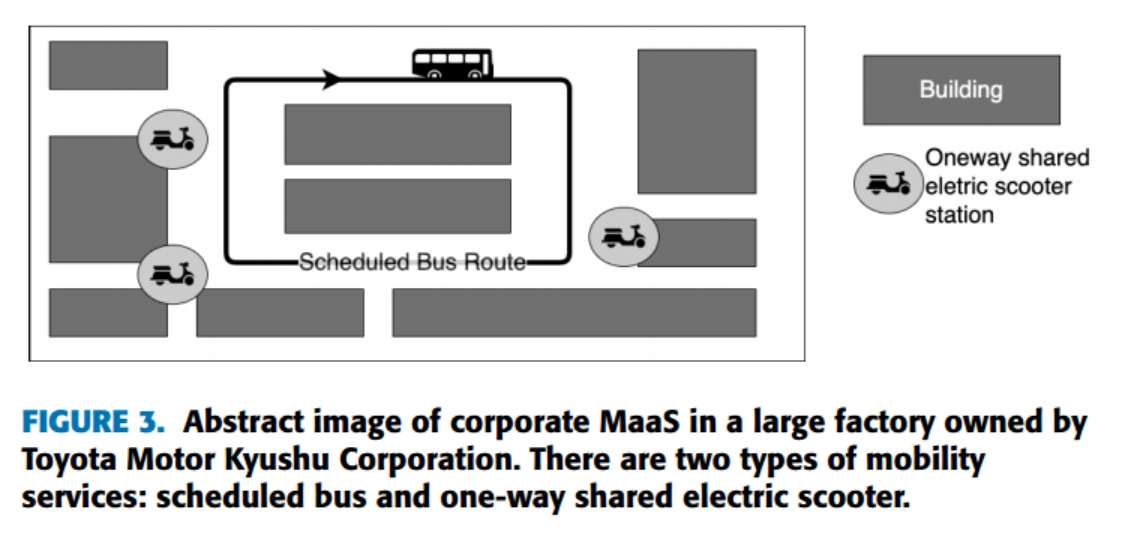 Building
Oneway shared
eletric scooter
station
Scheduled Bus Route
FIGURE 3. Abstract image of corporate MaaS in a large factory owned by
Toyota Motor Kyushu Corporation. There are two types of mobility
services: scheduled bus and one-way shared electric scooter.